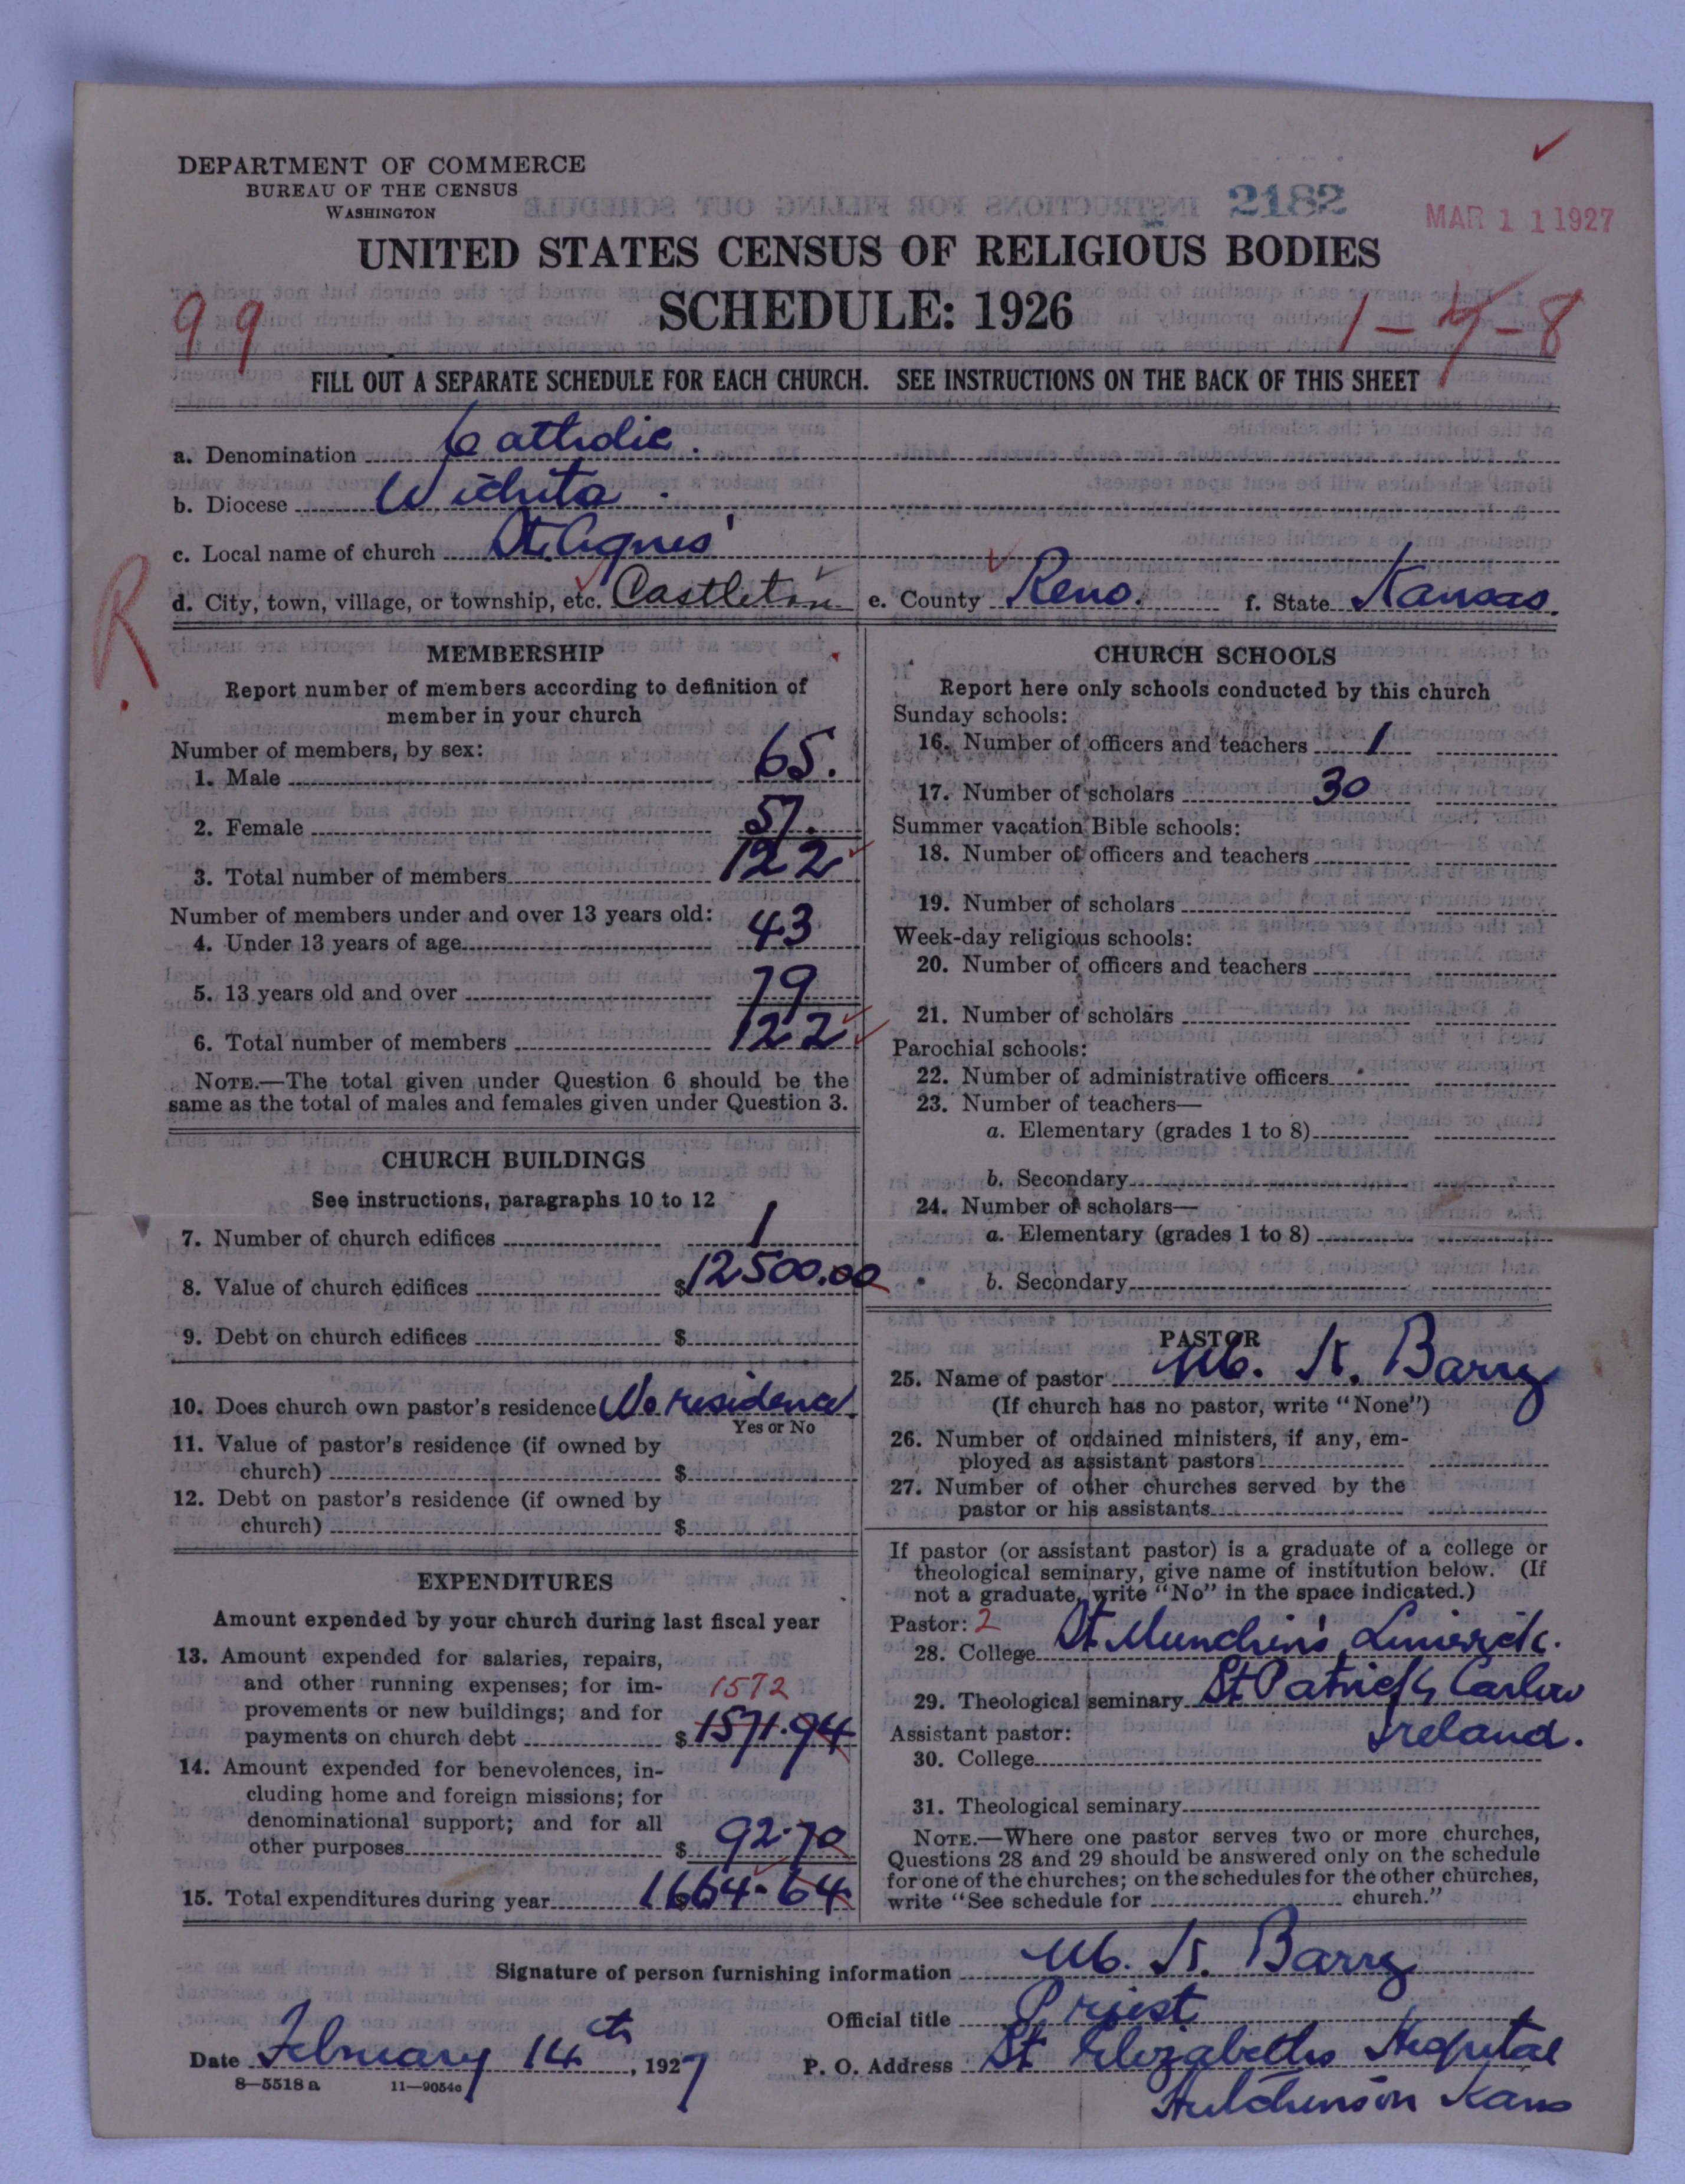 DEPARTMENT OF COMMERCE
BUREAU OF THE CENSUS
WASHINGTON
2182
MAR 11 1927
UNITED STATES CENSUS OF RELIGIOUS BODIES
SCHEDULE: 1926
99
1-4-8
FILL OUT A SEPARATE SCHEDULE FOR EACH CHURCH. SEE INSTRUCTIONS ON THE BACK OF THIS SHEET
a. Denomination Catholic.
b. Diocese Wichita.
c. Local name of church St. Agnes'
R.
d. City, town, village, or township, etc. Castleton e. County Reno. f. State Kansas.
MEMBERSHIP
Report number of members according to definition of
member in your church
Number of members, by sex:
1. Male 65.
2. Female 57.
3. Total number of members 122
Number of members under and over 13 years old:
4. Under 13 years of age 43
5. 13 years old and over 79
6. Total number of members 122
NOTE.—The total given under Question 6 should be the
same as the total of males and females given under Question 3.
CHURCH BUILDINGS
See instructions, paragraphs 10 to 12
7. Number of church edifices 1
8. Value of church edifices $12500.00
9. Debt on church edifices $
10. Does church own pastor's residence No residence.
Yes or No
11. Value of pastor's residence (if owned by
church) $
12. Debt on pastor's residence (if owned by
church) $
EXPENDITURES
Amount expended by your church during last fiscal year
13. Amount expended for salaries, repairs,
and other running expenses; for im- 1572
provements or new buildings; and for
payments on church debt $ 1571.94
14. Amount expended for benevolences, in-
cluding home and foreign missions; for
denominational support; and for all
other purposes $ 92.70
15. Total expenditures during year $ 1664.64
CHURCH SCHOOLS
Report here only schools conducted by this church
Sunday schools:
16. Number of officers and teachers 1
17. Number of scholars 30
Summer vacation Bible schools:
18. Number of officers and teachers
19. Number of scholars
Week-day religious schools:
20. Number of officers and teachers
21. Number of scholars
Parochial schools:
22. Number of administrative officers
23. Number of teachers—
a. Elementary (grades 1 to 8)
b. Secondary
24. Number of scholars—
a. Elementary (grades 1 to 8)
b. Secondary
PASTOR
25. Name of pastor Barry
(If church has no pastor, write "None")
26. Number of ordained ministers, if any, em-
ployed as assistant pastors
27. Number of other churches served by the
pastor or his assistants
If pastor (or assistant pastor) is a graduate of a college or
theological seminary, give name of institution below. (If
not a graduate, write "No" in the space indicated.)
Pastor: 2
28. College St Munchin's Limerick.
29. Theological seminary St Patrick's Carlow
Ireland.
Assistant pastor:
30. College
31. Theological seminary
NOTE.—Where one pastor serves two or more churches,
Questions 28 and 29 should be answered only on the schedule
for one of the churches; on the schedules for the other churches,
write "See schedule for church."
Signature of person furnishing information Barry
Official title Priest
Date February 14th, 1927 P. O. Address St Elizabeths Hospital
8—5518 a 11—9054a Hutchinson Kans